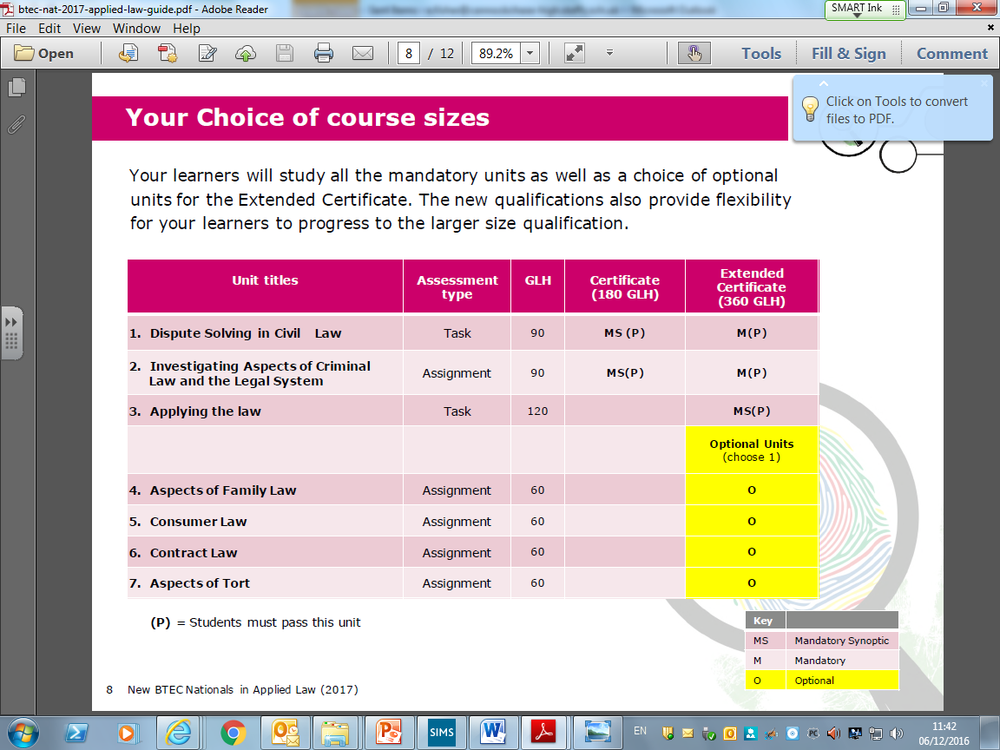 btec-nat-2017-applied-law-guide.pdf - Adobe Reader
SMART Ink
File Edit View Window Help
Open
8 / 12
89.2%
Tools
Fill & Sign
Comment
Click on Tools to convert
files to PDF.
Your Choice of course sizes
Your learners will study all the mandatory units as well as a choice of optional
units for the Extended Certificate. The new qualifications also provide flexibility
for your learners to progress to the larger size qualification.
Unit titles
Assessment
type
GLH
Certificate
(180 GLH)
Extended
Certificate
(360 GLH)
1. Dispute Solving in Civil Law Task 90 MS (P) M(P)
2. Investigating Aspects of Criminal
Law and the Legal System
Assignment 90 MS(P) M(P)
3. Applying the law Task 120 MS(P)
Optional Units
(choose 1)
4. Aspects of Family Law Assignment 60 O
5. Consumer Law Assignment 60 O
6. Contract Law Assignment 60 O
7. Aspects of Tort Assignment 60 O
(P) = Students must pass this unit
Key
MS Mandatory Synoptic
M Mandatory
O Optional
8 New BTEC Nationals in Applied Law (2017)
SIMS
EN
11:42
06/12/2016